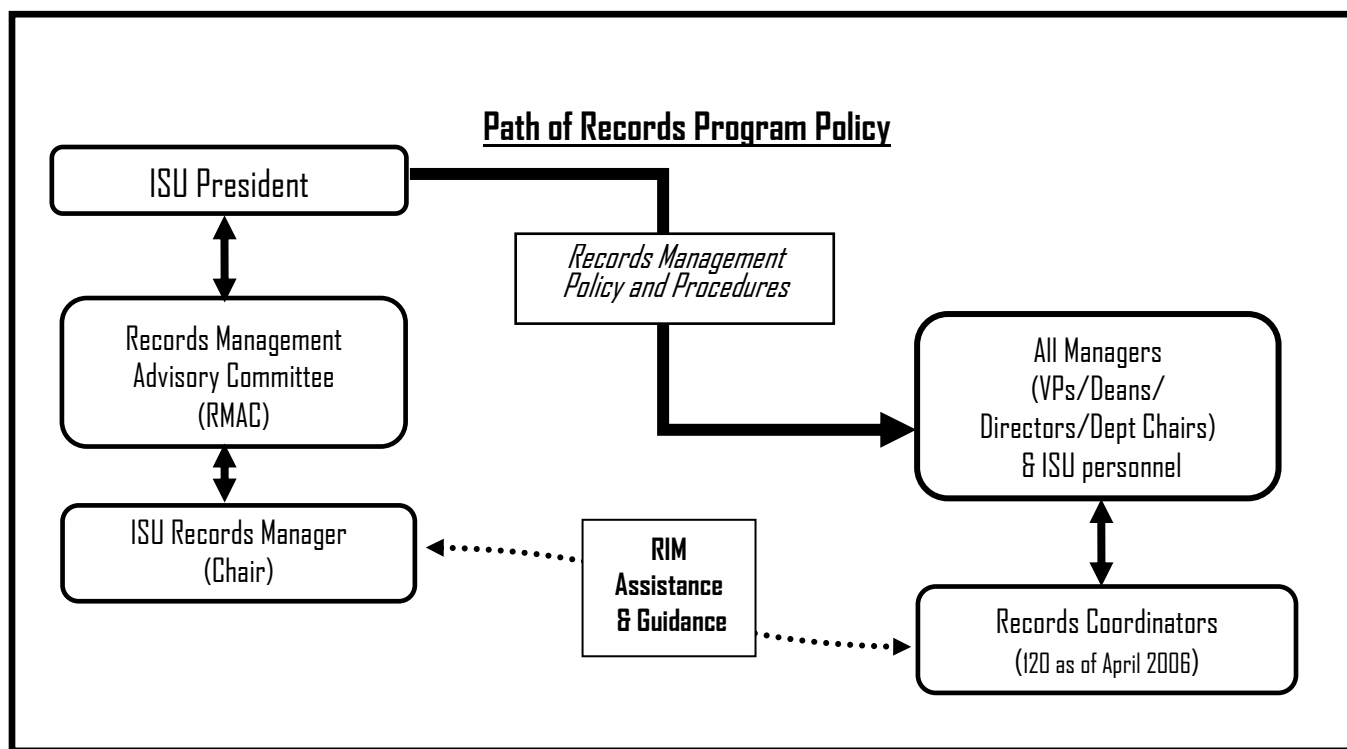 Path of Records Program Policy
ISU President
Records Management
Policy and Procedures
Records Management
Advisory Committee
(RMAC)
All Managers
(VPs/Deans/
Directors/Dept Chairs)
& ISU personnel
ISU Records Manager
(Chair)
RIM
Assistance
& Guidance
Records Coordinators
(120 as of April 2006)